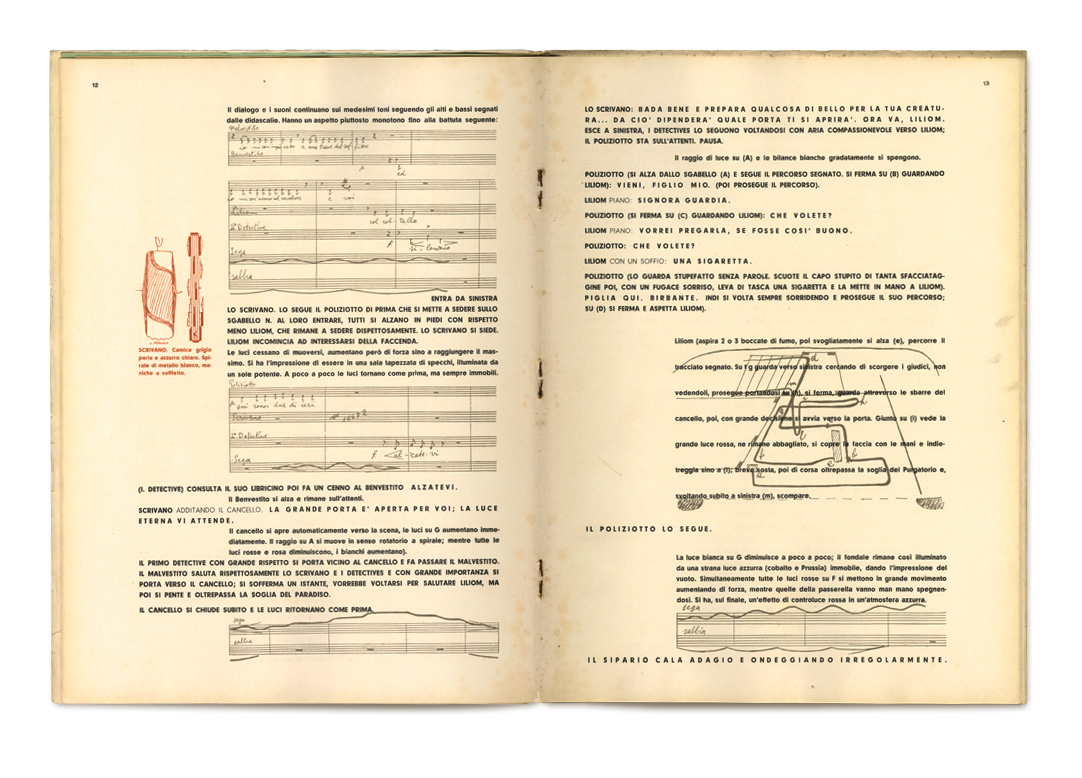 12
Il dialogo e i suoni continuano sui medesimi toni seguendo gli alti e bassi segnati
dalle didascalie. Hanno un aspetto piuttosto monotono fino alla battuta seguente:
Malvestito
Benvestito
ed
e voi
Liliom
col coltello
1° Detective
f si-lenzio
Sega
sabbia
SCRIVANO. Camice grigio
perla e azzurro chiaro. Spi-
rale di metallo bianco, ma-
niche a soffietto.
ENTRA DA SINISTRA
LO SCRIVANO. LO SEGUE IL POLIZIOTTO DI PRIMA CHE SI METTE A SEDERE SULLO
SGABELLO N. AL LORO ENTRARE, TUTTI SI ALZANO IN PIEDI CON RISPETTO
MENO LILIOM, CHE RIMANE A SEDERE DISPETTOSAMENTE. LO SCRIVANO SI SIEDE.
LILIOM INCOMINCIA AD INTERESSARSI DELLA FACCENDA.
Le luci cessano di muoversi, aumentano però di forza sino a raggiungere il mas-
simo. Si ha l'impressione di essere in una sala tapezzata di specchi, illuminata da
un sole potente. A poco a poco le luci tornano come prima, ma sempre immobili.
Poliziotto
1° Detective
f Cal-cate-vi
Sega
(I. DETECTIVE) CONSULTA IL SUO LIBRICINO POI FA UN CENNO AL BENVESTITO ALZATEVI.
Il Benvestito si alza e rimane sull'attenti.
SCRIVANO ADDITANDO IL CANCELLO. LA GRANDE PORTA E' APERTA PER VOI; LA LUCE
ETERNA VI ATTENDE.
Il cancello si apre automaticamente verso la scena, le luci su G aumentano imme-
diatamente. Il raggio su A si muove in senso rotatorio a spirale; mentre tutte le
luci rosse e rosa diminuiscono, i bianchi aumentano).
IL PRIMO DETECTIVE CON GRANDE RISPETTO SI PORTA VICINO AL CANCELLO E FA PASSARE IL MALVESTITO.
IL MALVESTITO SALUTA RISPETTOSAMENTE LO SCRIVANO E I DETECTIVES E CON GRANDE IMPORTANZA SI
PORTA VERSO IL CANCELLO; SI SOFFERMA UN ISTANTE, VORREBBE VOLTARSI PER SALUTARE LILIOM, MA
POI SI PENTE E OLTREPASSA LA SOGLIA DEL PARADISO.
IL CANCELLO SI CHIUDE SUBITO E LE LUCI RITORNANO COME PRIMA.
sega
sabbia
13
LO SCRIVANO: BADA BENE E PREPARA QUALCOSA DI BELLO PER LA TUA CREATU-
RA... DA CIO' DIPENDERA' QUALE PORTA TI SI APRIRA'. ORA VA, LILIOM.
ESCE A SINISTRA, I DETECTIVES LO SEGUONO VOLTANDOSI CON ARIA COMPASSIONEVOLE VERSO LILIOM;
IL POLIZIOTTO STA SULL'ATTENTI. PAUSA.
Il raggio di luce su (A) e le bilance bianche gradatamente si spengono.
POLIZIOTTO (SI ALZA DALLO SGABELLO (A) E SEGUE IL PERCORSO SEGNATO. SI FERMA SU (B) GUARDANDO
LILIOM): VIENI, FIGLIO MIO. (POI PROSEGUE IL PERCORSO).
LILIOM PIANO: SIGNORA GUARDIA.
POLIZIOTTO (SI FERMA SU (C) GUARDANDO LILIOM): CHE VOLETE?
LILIOM PIANO: VORREI PREGARLA, SE FOSSE COSI' BUONO.
POLIZIOTTO: CHE VOLETE?
LILIOM CON UN SOFFIO: UNA SIGARETTA.
POLIZIOTTO (LO GUARDA STUPEFATTO SENZA PAROLE. SCUOTE IL CAPO STUPITO DI TANTA SFACCIATAG-
GINE POI, CON UN FUGACE SORRISO, LEVA DI TASCA UNA SIGARETTA E LA METTE IN MANO A LILIOM).
PIGLIA QUI. BIRBANTE. INDI SI VOLTA SEMPRE SORRIDENDO E PROSEGUE IL SUO PERCORSO;
SU (D) SI FERMA E ASPETTA LILIOM).
Liliom (aspira 2 o 3 boccate di fumo, poi svogliatamente si alza (e), percorre il
tracciato segnato. Su f g guarda verso sinistra cercando di scorgere i giudici, non
vedendoli, prosegue portandosi su (h), si ferma, guarda attraverso le sbarre del
cancello, poi, con grande decisione si avvia verso la porta. Giunto su (i) vede la
grande luce rossa, ne rimane abbagliato, si copre la faccia con le mani e indie-
treggia sino a (l); breve sosta, poi di corsa oltrepassa la soglia del Purgatorio e,
svoltando subito a sinistra (m), scompare.
IL POLIZIOTTO LO SEGUE.
La luce bianca su G diminuisce a poco a poco; il fondale rimane così illuminato
da una strana luce azzurra (cobalto e Prussia) immobile, dando l'impressione del
vuoto. Simultaneamente tutte le luci rosse su F si mettono in grande movimento
aumentando di forza, mentre quelle della passerella vanno man mano spegnen-
dosi. Si ha, sul finale, un'effetto di controluce rossa in un'atmosfera azzurra.
sega
sabbia
IL SIPARIO CALA ADAGIO E ONDEGGIANDO IRREGOLARMENTE.